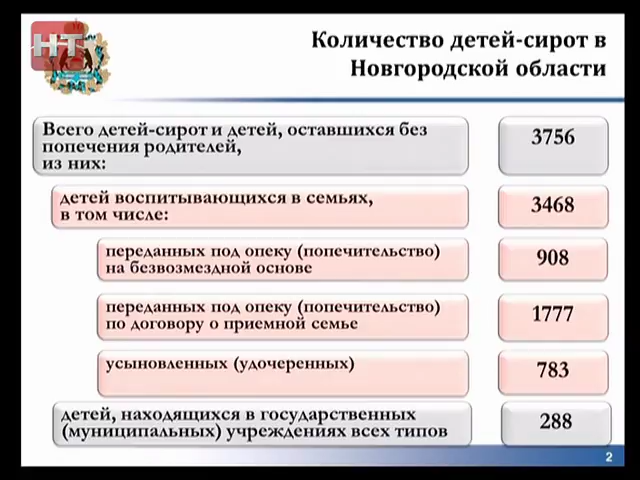 НТ
Количество детей-сирот в
Новгородской области
Всего детей-сирот и детей, оставшихся без
попечения родителей,
из них:
3756
детей воспитывающихся в семьях,
в том числе:
3468
переданных под опеку (попечительство)
на безвозмездной основе
908
переданных под опеку (попечительство)
по договору о приемной семье
1777
усыновленных (удочеренных)
783
детей, находящихся в государственных
(муниципальных) учреждениях всех типов
288
2